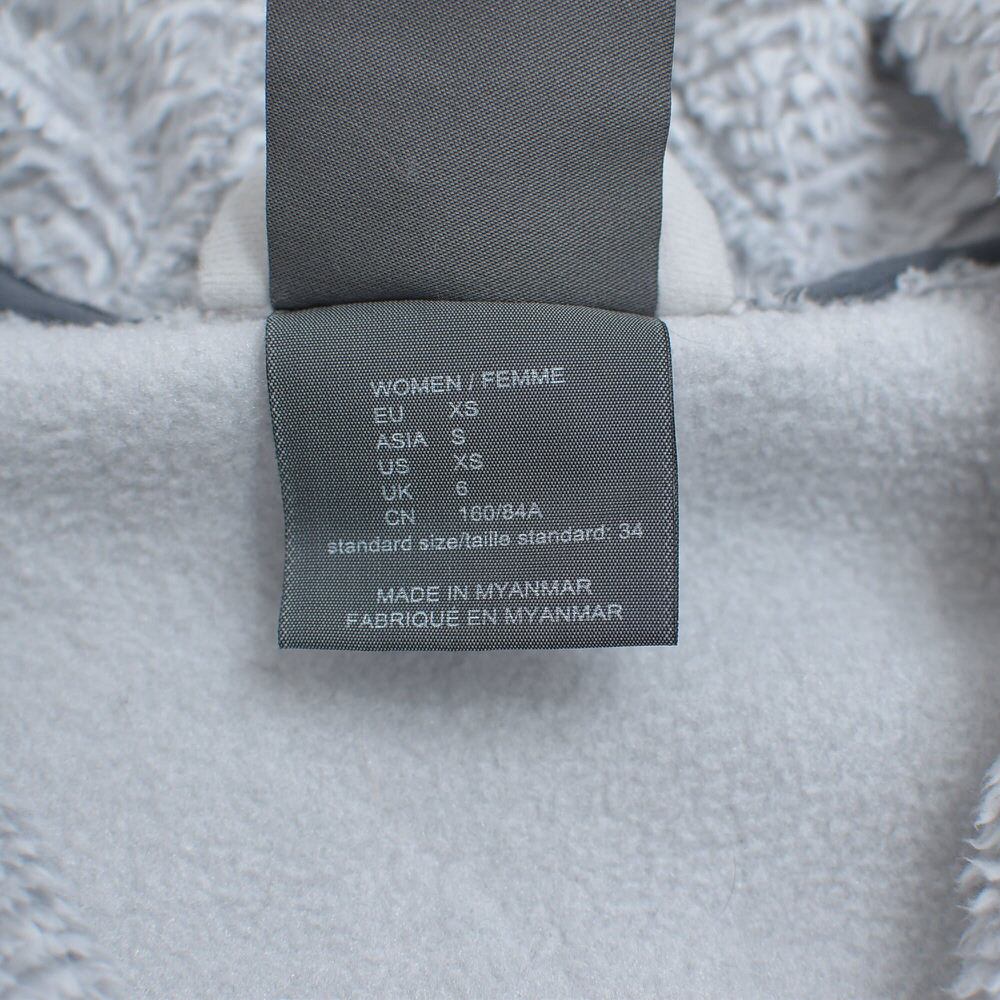 WOMEN / FEMME
EU XS
ASIA S
US XS
UK 6
CN 160/84A
standard size/taille standard: 34
MADE IN MYANMAR
FABRIQUÉ EN MYANMAR